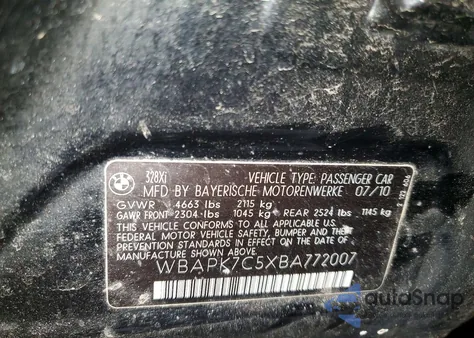 BMW
328Xi
VEHICLE TYPE: PASSENGER CAR
MFD BY BAYERISCHE MOTORENWERKE 07/10
GVWR 4663 lbs 2115 kg
GAWR FRONT 2304 lbs 1045 kg REAR 2524 lbs 1145 kg
THIS VEHICLE CONFORMS TO ALL APPLICABLE
FEDERAL MOTOR VEHICLE SAFETY, BUMPER, AND THEFT
PREVENTION STANDARDS IN EFFECT ON THE DATE OF
MANUFACTURE SHOWN ABOVE.
WBAPK7C5XBA772007
autoSnap